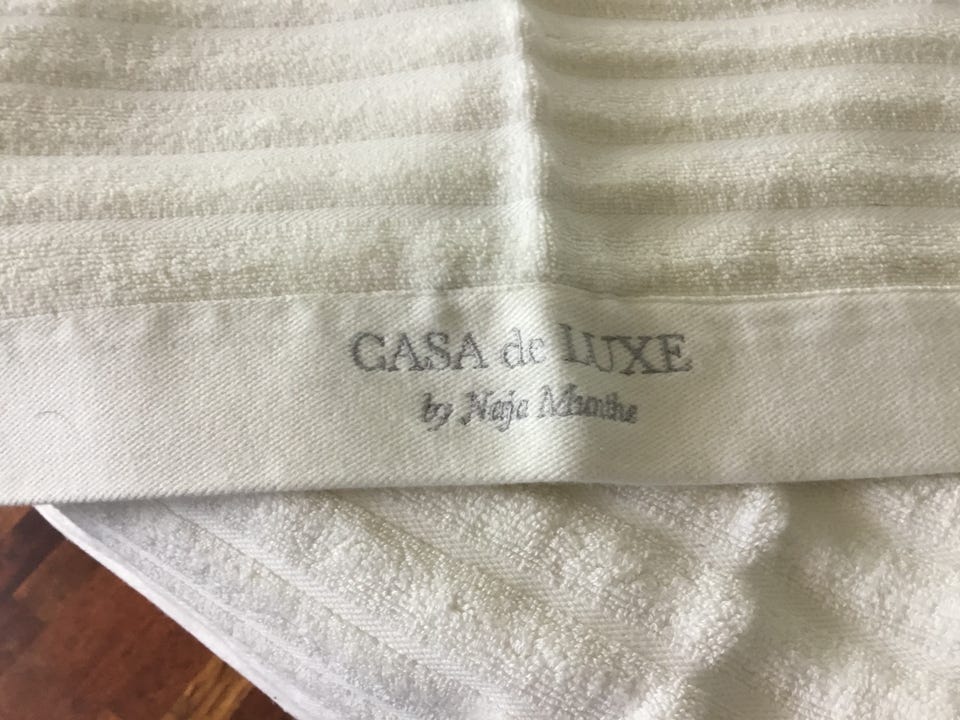 CASA de LUXE
by Naja Munthe